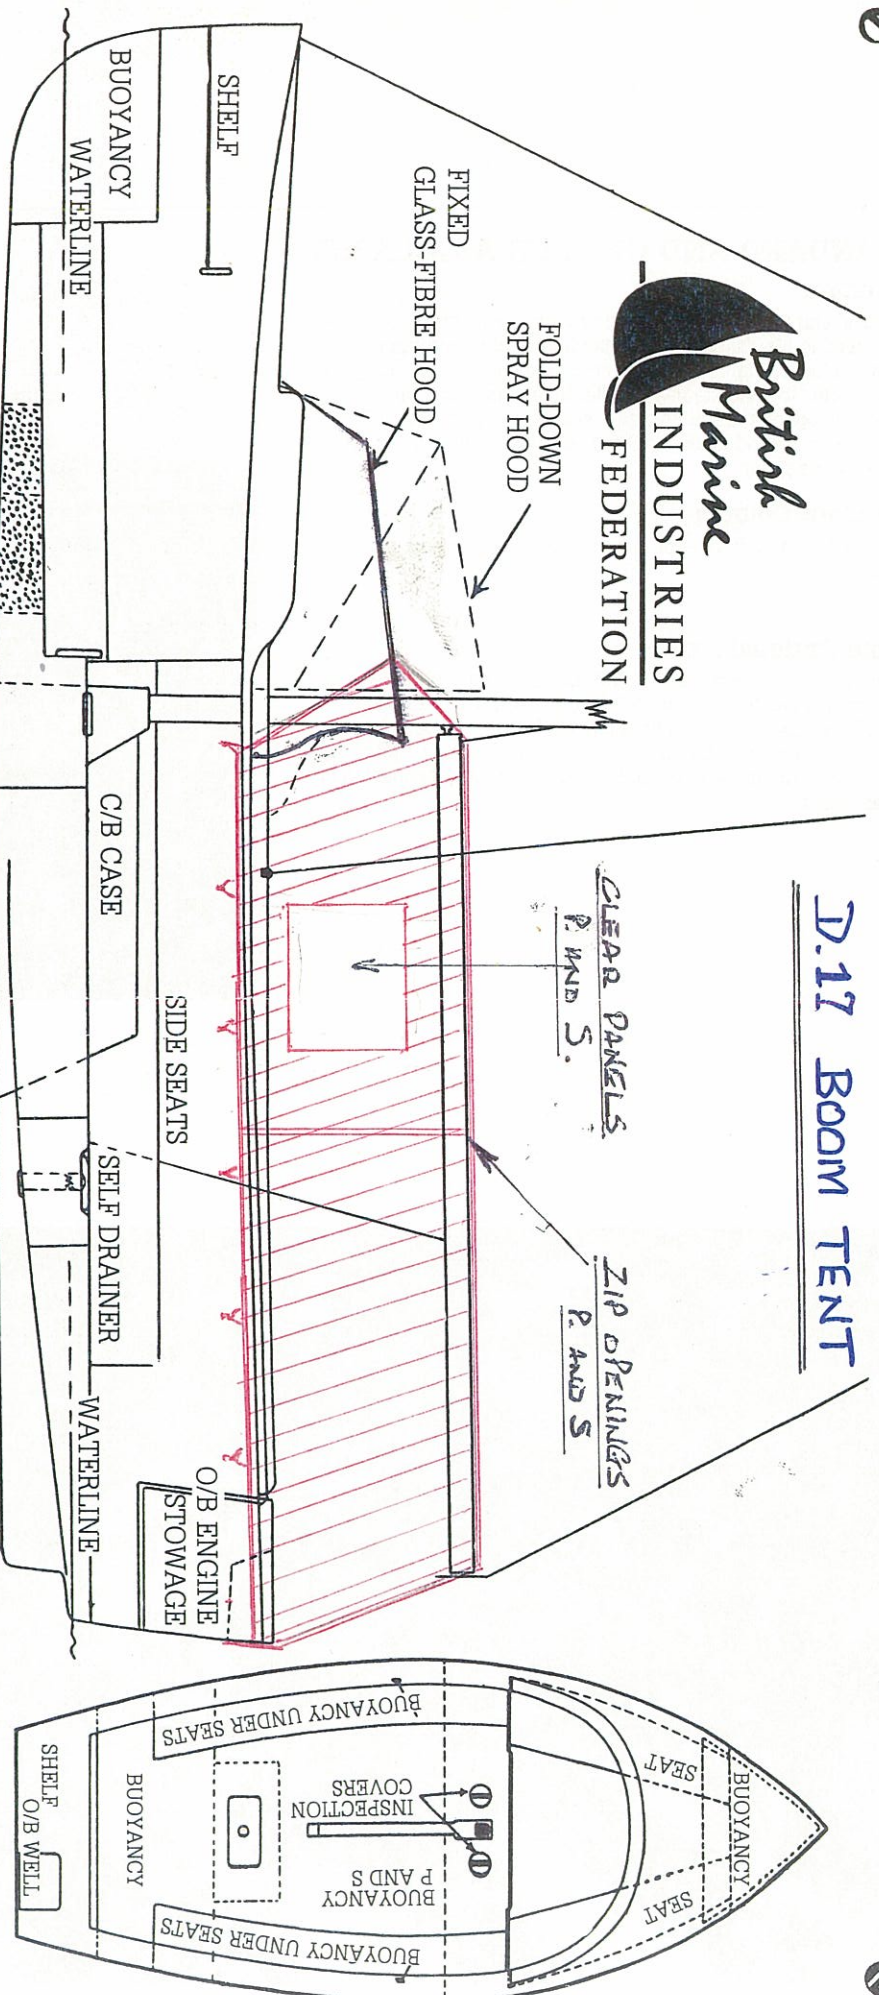 D.17 BOOM TENT
British
Marine
INDUSTRIES
FEDERATION
FOLD-DOWN
SPRAY HOOD
FIXED
GLASS-FIBRE HOOD
CLEAR PANELS
P. AND S.
ZIP OPENINGS
P. AND S
SHELF
BUOYANCY
WATERLINE
C/B CASE
SIDE SEATS
SELF DRAINER
WATERLINE
O/B ENGINE
STOWAGE
BUOYANCY
SEAT
SEAT
BUOYANCY UNDER SEATS
INSPECTION
COVERS
BUOYANCY
P AND S
BUOYANCY UNDER SEATS
BUOYANCY
SHELF
O/B WELL